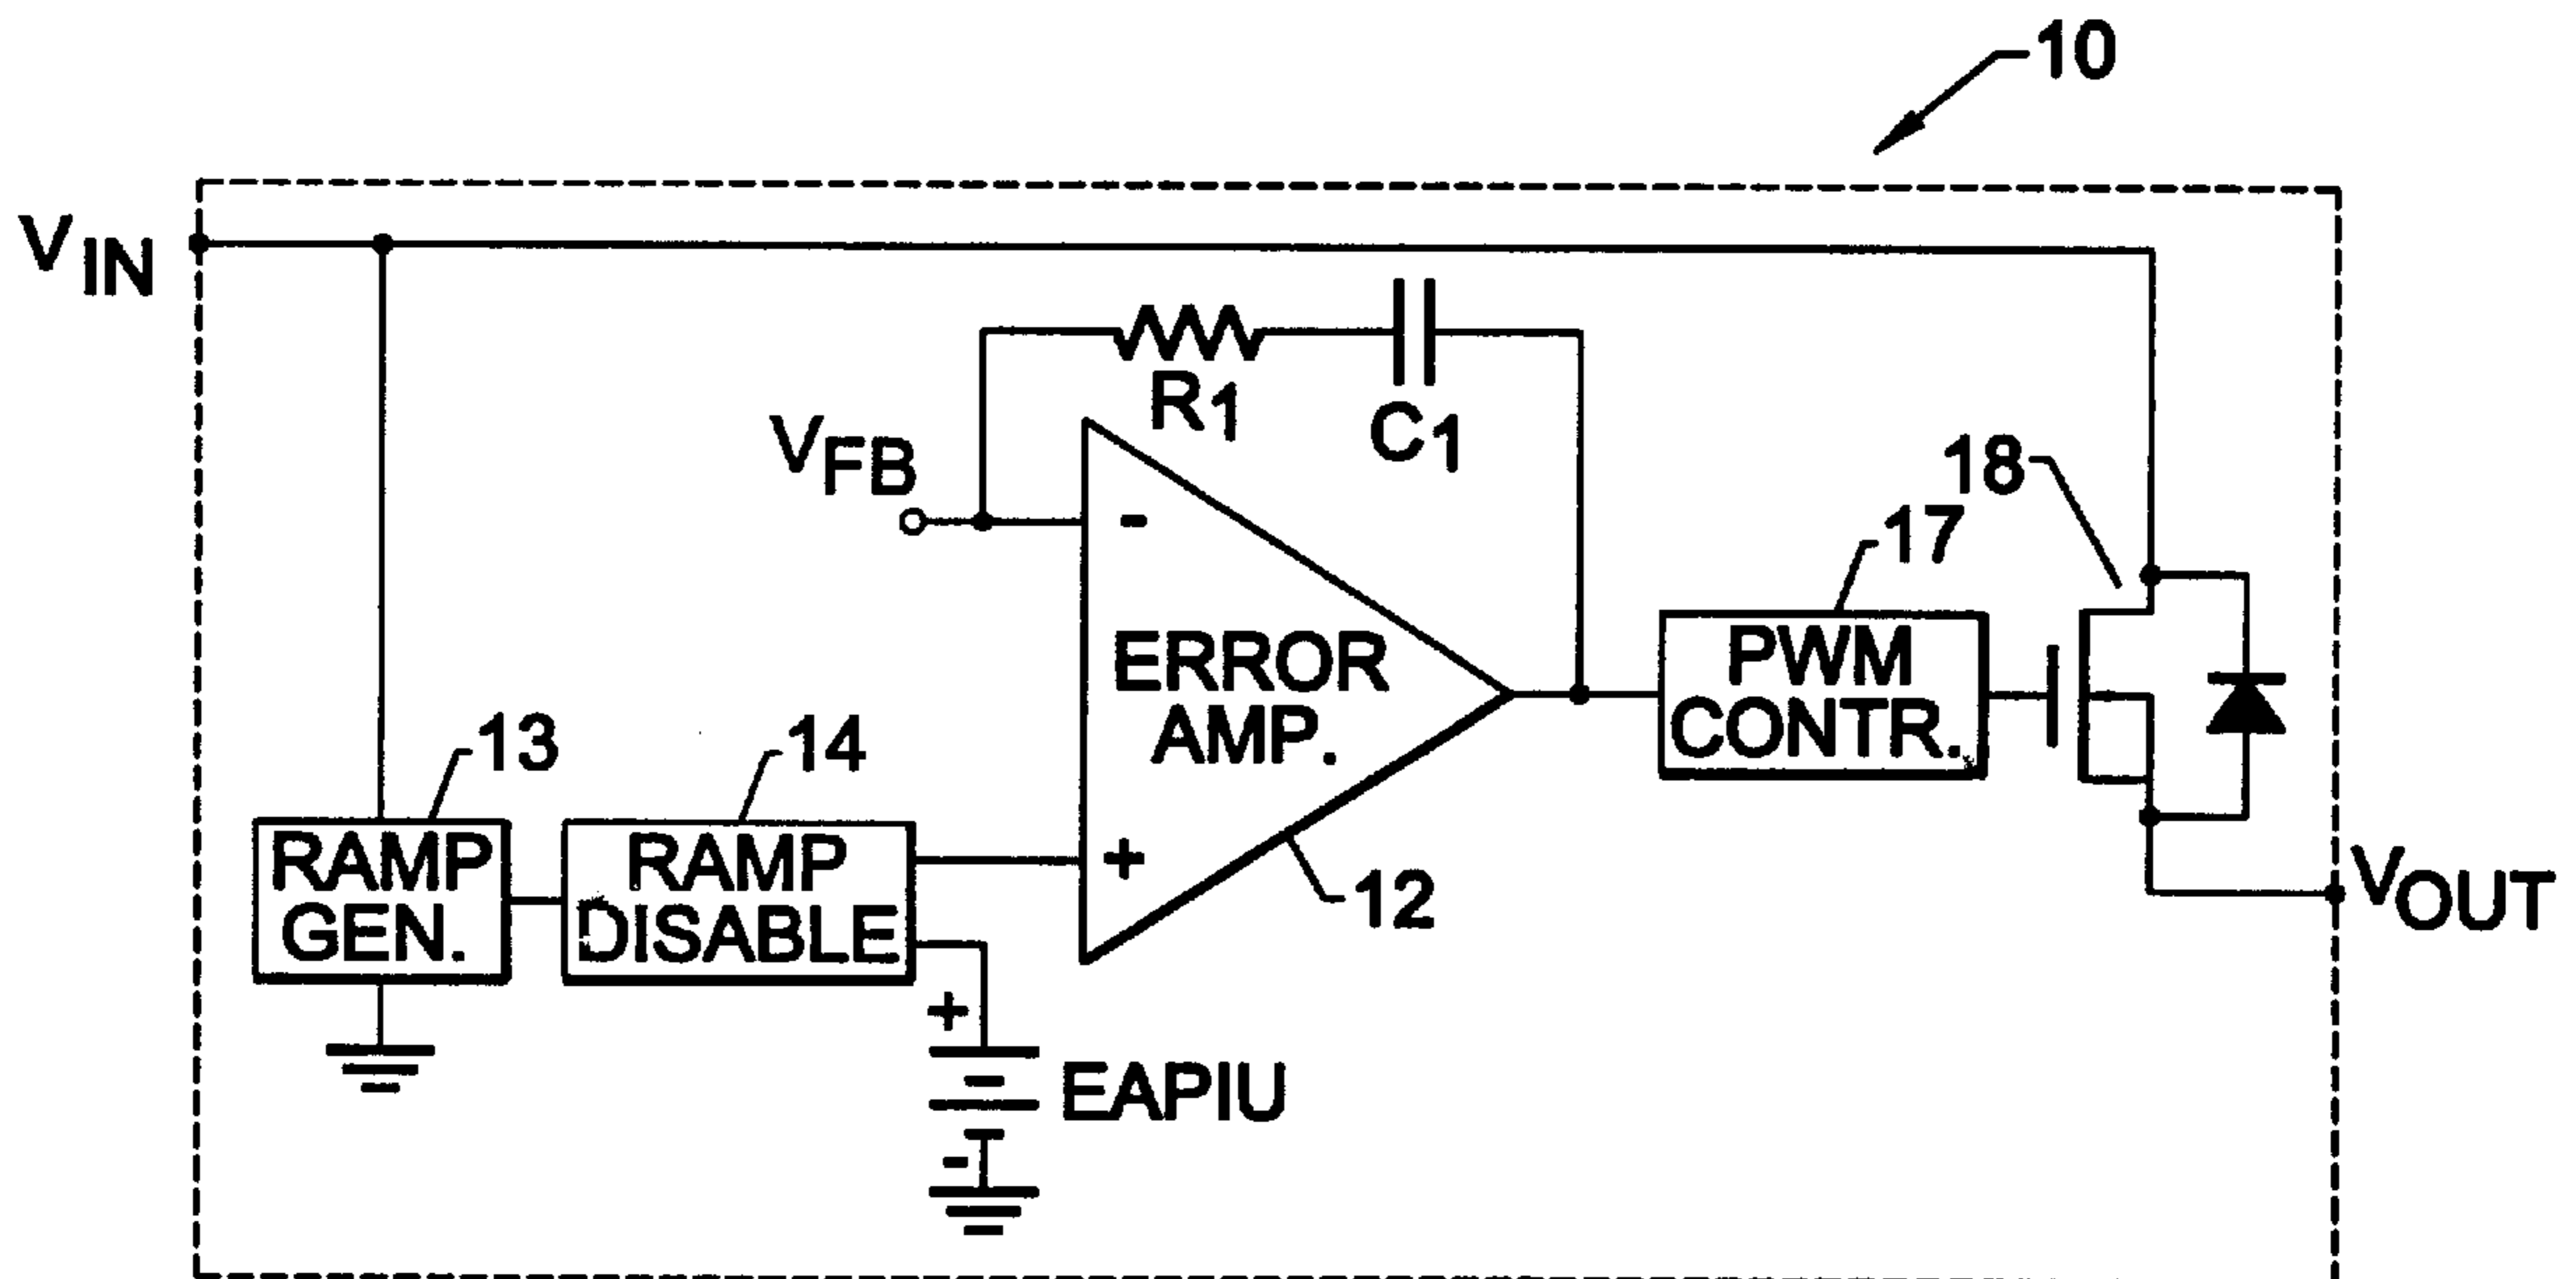 10
V IN
R1
C1
VFB
18
17
-
ERROR
AMP.
PWM
CONTR.
13
14
RAMP
GEN.
RAMP
DISABLE
+
12
VOUT
+
EAPIU
-